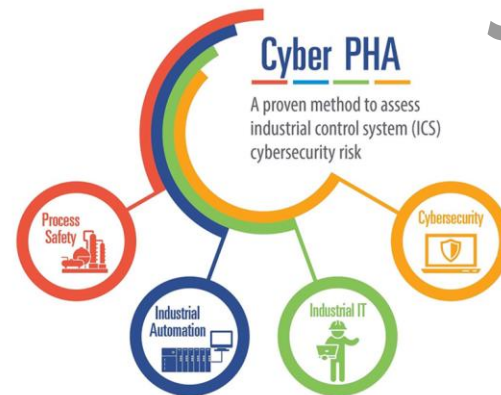 Cyber PHA
A proven method to assess
industrial control system (ICS)
cybersecurity risk
Process
Safety
Cybersecurity
Industrial
Automation
Industrial IT